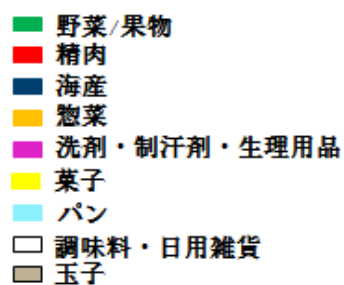 野菜/果物
精肉
海産
惣菜
洗剤・制汗剤・生理用品
菓子
パン
調味料・日用雑貨
玉子